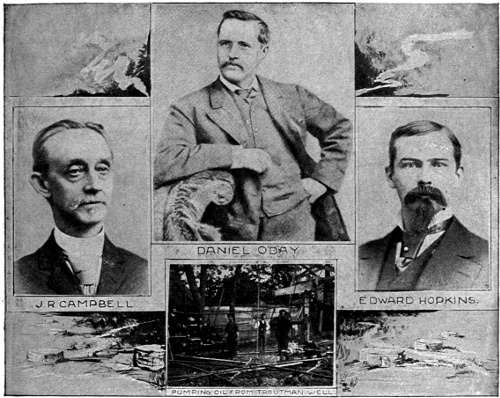 DANIEL O'DAY
J.R. CAMPBELL
EDWARD HOPKINS.
PUMPING OIL FROM TROUTMAN WELL.